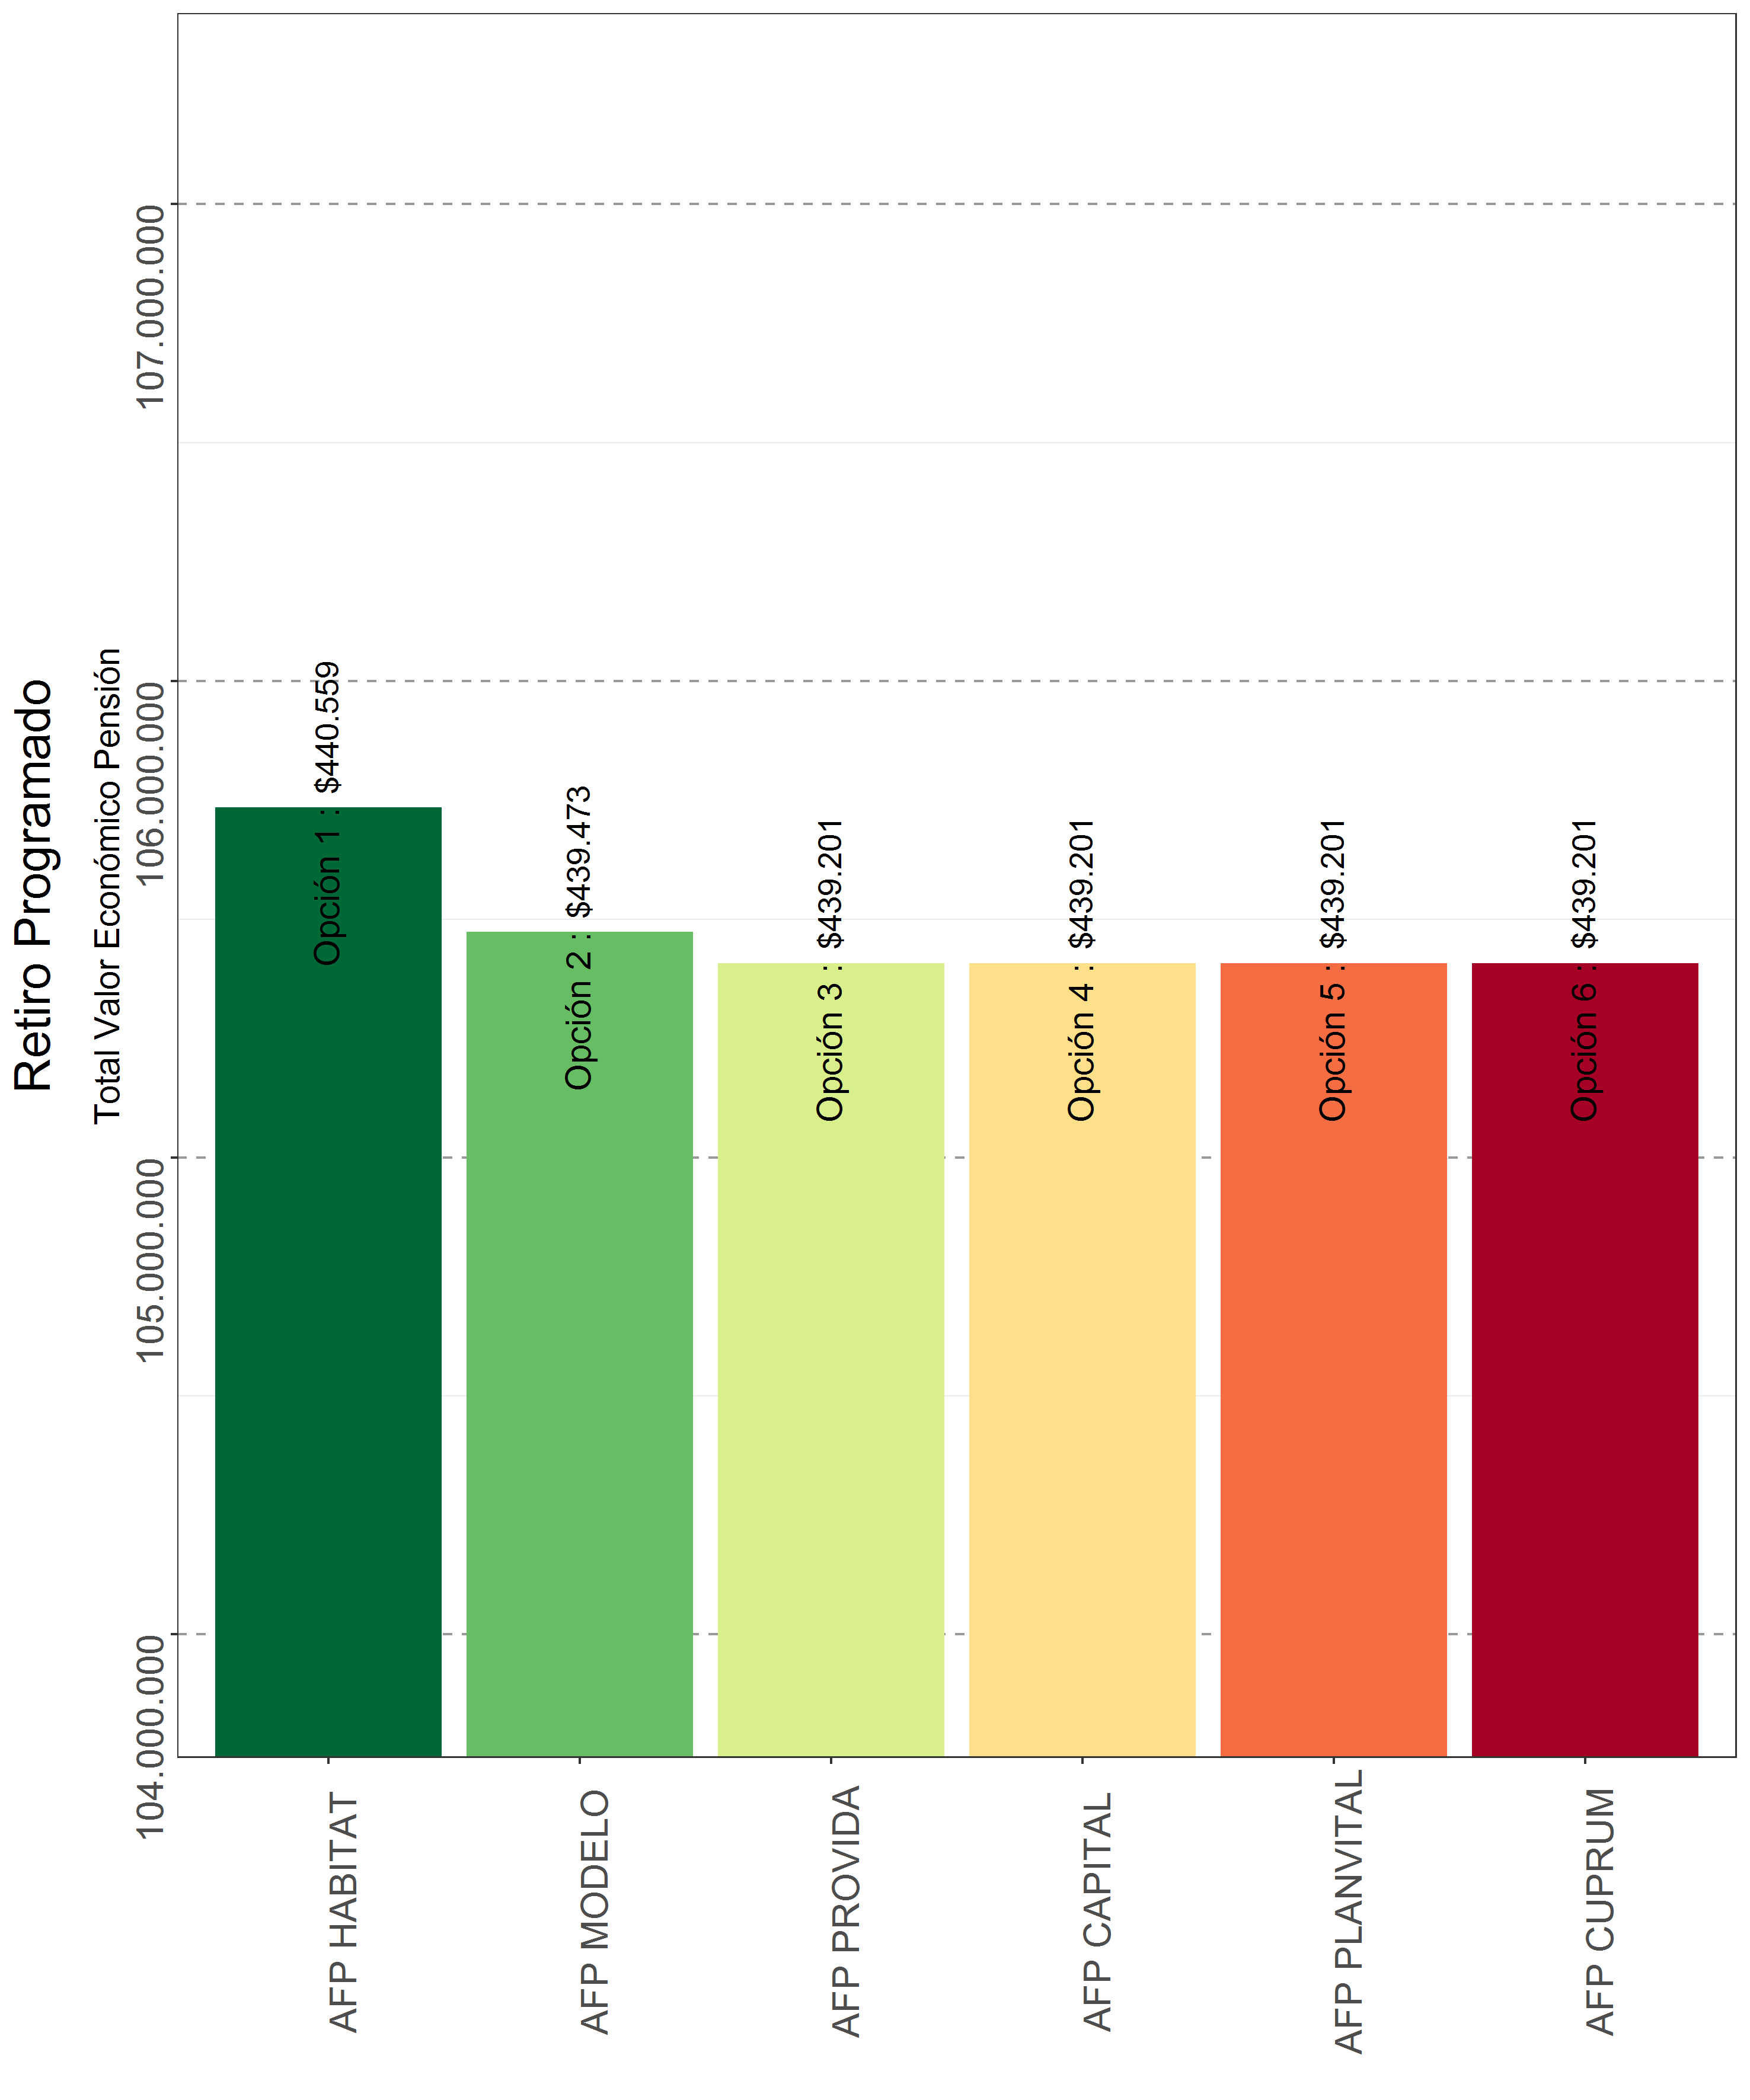 Retiro Programado
Total Valor Económico Pensión
104.000.000
105.000.000
106.000.000
107.000.000
AFP HABITAT
Opción 1 : $440.559
AFP MODELO
Opción 2 : $439.473
AFP PROVIDA
Opción 3 : $439.201
AFP CAPITAL
Opción 4 : $439.201
AFP PLANVITAL
Opción 5 : $439.201
AFP CUPRUM
Opción 6 : $439.201